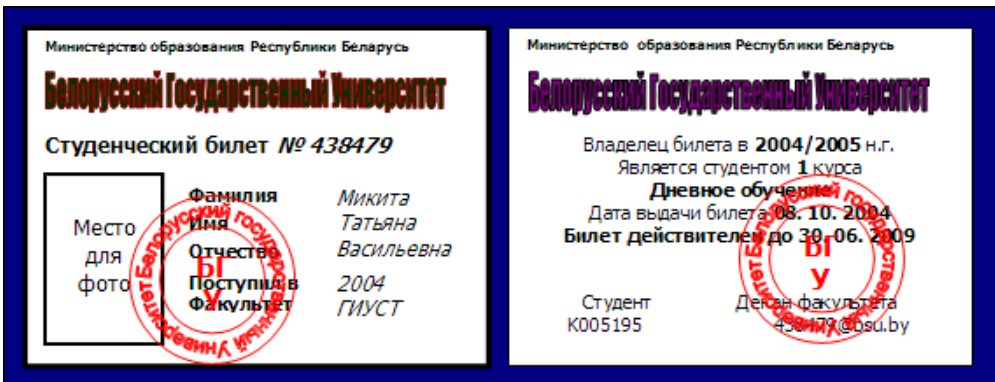 Министерство образования Республики Беларусь
Белорусский Государственный Университет
Студенческий билет № 438479
Место
для
фото
Фамилия Микита
Имя Татьяна
Отчество Васильевна
Поступил в 2004
Факультет ГИУСТ
Белорусский государственный университет
БГ
У
Министерство образования Республики Беларусь
Белорусский Государственный Университет
Владелец билета в 2004/2005 н.г.
Является студентом 1 курса
Дневное обучение
Дата выдачи билета 08. 10. 2004
Билет действителен до 30. 06. 2009
Студент Декан факультета
K005195 438479@bsu.by
Белорусский государственный университет
БГ
У